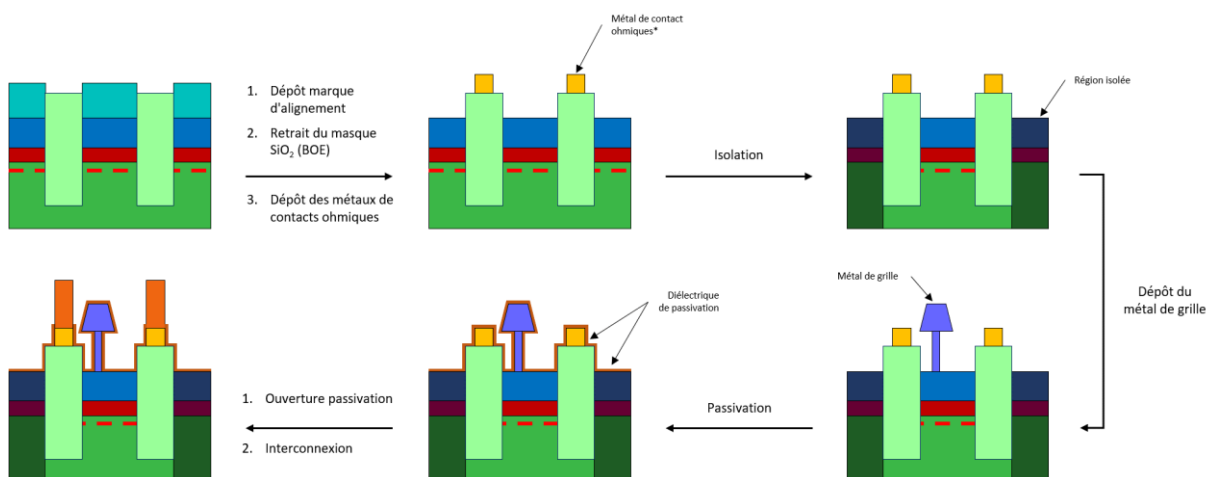 Métal de contact
ohmiques*
1. Dépôt marque
d'alignement
2. Retrait du masque
SiO₂ (BOE)
3. Dépôt des métaux de
contacts ohmiques
Isolation
Région isolée
Dépôt du
métal de grille
Métal de grille
Passivation
Diélectrique
de passivation
1. Ouverture passivation
2. Interconnexion